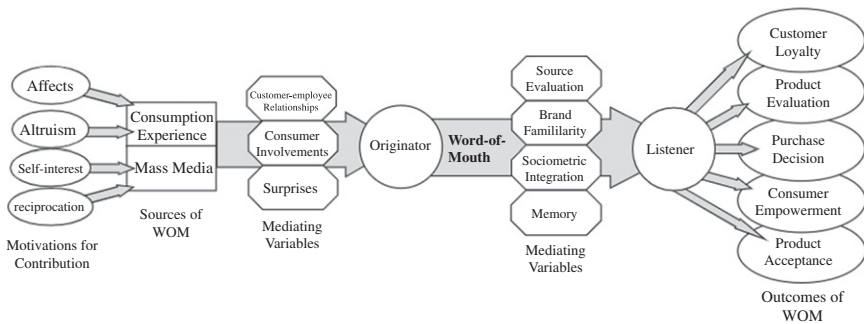 Affects
Altruism
Self-interest
reciprocation
Motivations for
Contribution
Consumption
Experience
Mass Media
Sources of
WOM
Customer-employee
Relationships
Consumer
Involvements
Surprises
Mediating
Variables
Originator
Word-of-
Mouth
Source
Evaluation
Brand
Famililarity
Sociometric
Integration
Memory
Mediating
Variables
Listener
Customer
Loyalty
Product
Evaluation
Purchase
Decision
Consumer
Empowerment
Product
Acceptance
Outcomes of
WOM